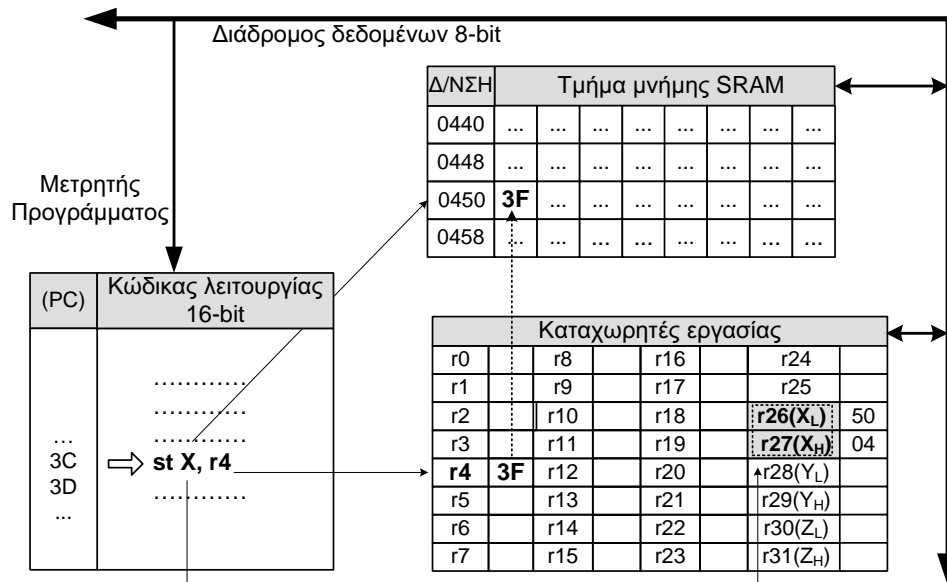 Διάδρομος δεδομένων 8-bit
Δ/ΝΣΗ Τμήμα μνήμης SRAM
0440 ... ... ... ... ... ... ... ...
0448 ... ... ... ... ... ... ... ...
0450 3F ... ... ... ... ... ... ...
0458 ... ... ... ... ... ... ... ...
Μετρητής
Προγράμματος
(PC) Κώδικας λειτουργίας
16-bit
............
............
............
...
3C
3D
...
st X, r4
............
Καταχωρητές εργασίας
r0 r8 r16 r24
r1 r9 r17 r25
r2 r10 r18 r26(XL) 50
r3 r11 r19 r27(XH) 04
r4 3F r12 r20 r28(YL)
r5 r13 r21 r29(YH)
r6 r14 r22 r30(ZL)
r7 r15 r23 r31(ZH)